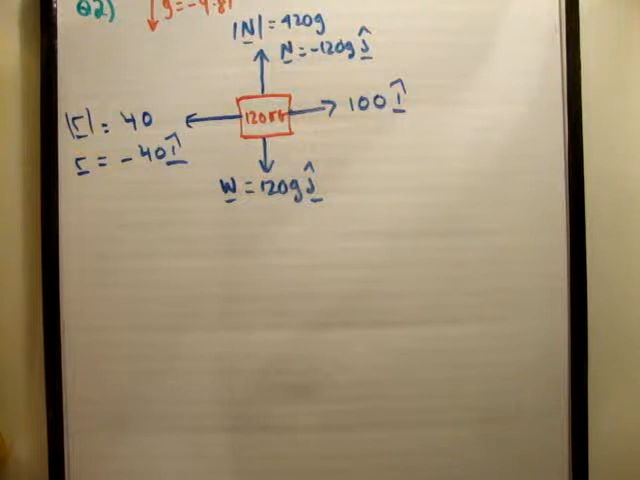 Q2) g=-9.81
|N| = 120g
N = -120g ĵ
|F| = 40
120kg
100 î
F = -40 î
W = 120g ĵ